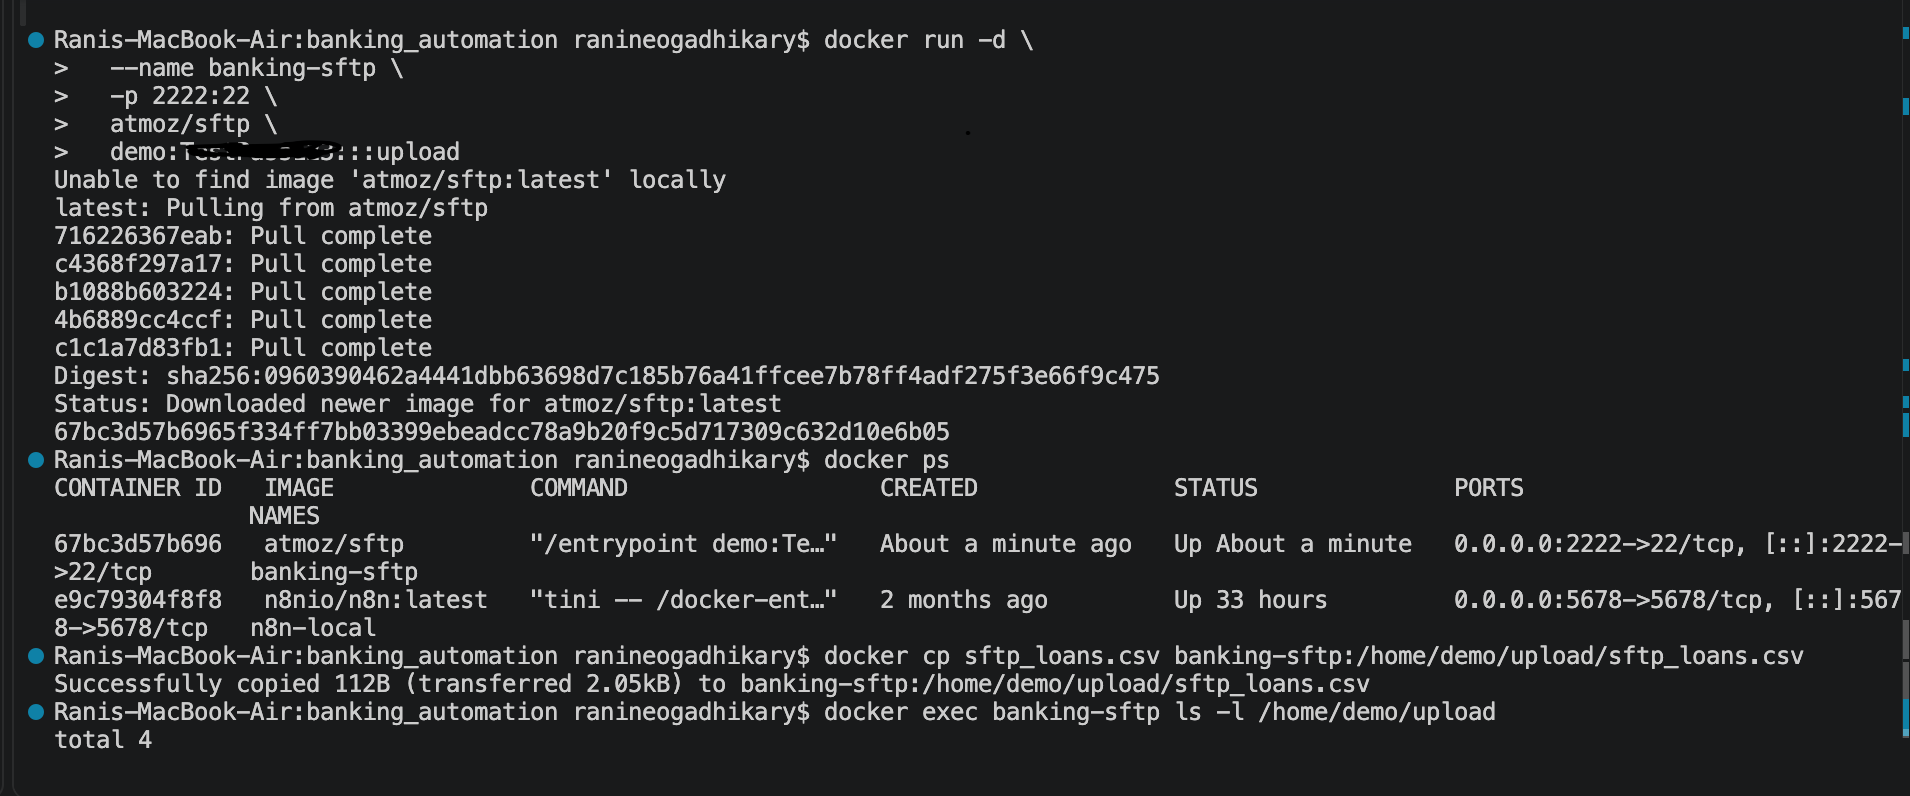 Ranis-MacBook-Air:banking_automation ranineogadhikary$ docker run -d \
>   --name banking-sftp \
>   -p 2222:22 \
>   atmoz/sftp \
>   demo: :::upload
Unable to find image 'atmoz/sftp:latest' locally
latest: Pulling from atmoz/sftp
716226367eab: Pull complete
c4368f297a17: Pull complete
b1088b603224: Pull complete
4b6889cc4ccf: Pull complete
c1c1a7d83fb1: Pull complete
Digest: sha256:0960390462a4441dbb63698d7c185b76a41ffcee7b78ff4adf275f3e66f9c475
Status: Downloaded newer image for atmoz/sftp:latest
67bc3d57b6965f334ff7bb03399ebeadcc78a9b20f9c5d717309c632d10e6b05
Ranis-MacBook-Air:banking_automation ranineogadhikary$ docker ps
CONTAINER ID   IMAGE              COMMAND                  CREATED              STATUS              PORTS
              NAMES
67bc3d57b696   atmoz/sftp         "/entrypoint demo:Te…"   About a minute ago   Up About a minute   0.0.0.0:2222->22/tcp, [::]:2222-
>22/tcp       banking-sftp
e9c79304f8f8   n8nio/n8n:latest   "tini -- /docker-ent…"   2 months ago         Up 33 hours         0.0.0.0:5678->5678/tcp, [::]:567
8->5678/tcp   n8n-local
Ranis-MacBook-Air:banking_automation ranineogadhikary$ docker cp sftp_loans.csv banking-sftp:/home/demo/upload/sftp_loans.csv
Successfully copied 112B (transferred 2.05kB) to banking-sftp:/home/demo/upload/sftp_loans.csv
Ranis-MacBook-Air:banking_automation ranineogadhikary$ docker exec banking-sftp ls -l /home/demo/upload
total 4